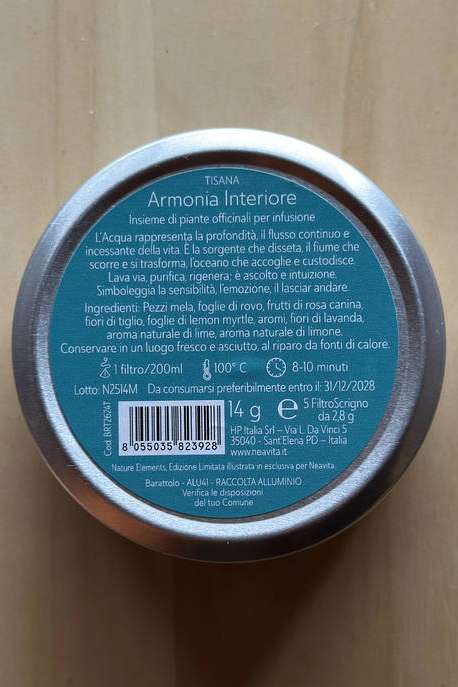 TISANA
Armonia Interiore
Insieme di piante officinali per infusione
L'Acqua rappresenta la profondità, il flusso continuo e
incessante della vita. È la sorgente che disseta, il fiume che
scorre e si trasforma, l'oceano che accoglie e custodisce.
Lava via, purifica, rigenera; è ascolto e intuizione.
Simboleggia la sensibilità, l'emozione, il lasciar andare.
Ingredienti: Pezzi mela, foglie di rovo, frutti di rosa canina,
fiori di tiglio, foglie di lemon myrtle, aromi, fiori di lavanda,
aroma naturale di lime, aroma naturale di limone.
Conservare in un luogo fresco e asciutto, al riparo da fonti di calore.
1 filtro/200ml 100° C 8-10 minuti
Lotto: N2514M Da consumarsi preferibilmente entro il: 31/12/2028
Cod. BRT2624T
8 055035 823928
14 g e 5 FiltroScrigno
da 2,8 g
HP Italia Srl – Via L. Da Vinci 5
35040 - Sant'Elena PD – Italia
www.neavita.com
Nature Elements, Edizione Limitata illustrata in esclusiva per Neavita.
Barattolo - ALU41 - RACCOLTA ALLUMINIO
Verifica le disposizioni
del tuo Comune